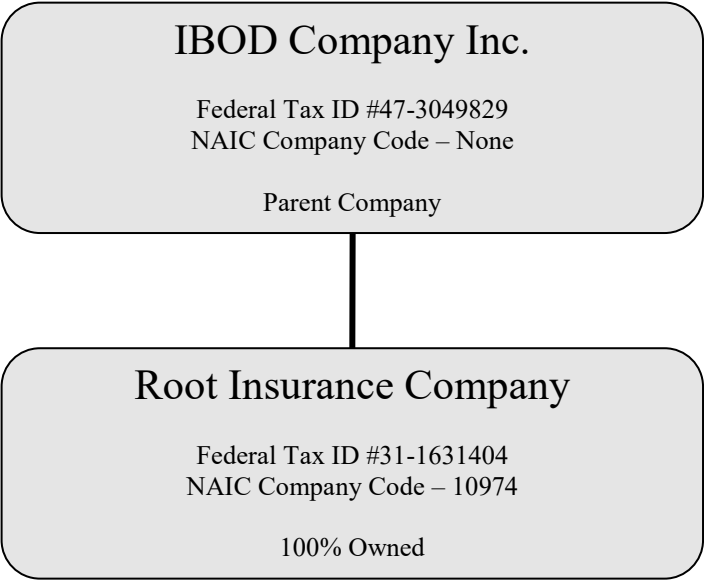 IBOD Company Inc.
Federal Tax ID #47-3049829
NAIC Company Code – None
Parent Company
Root Insurance Company
Federal Tax ID #31-1631404
NAIC Company Code – 10974
100% Owned